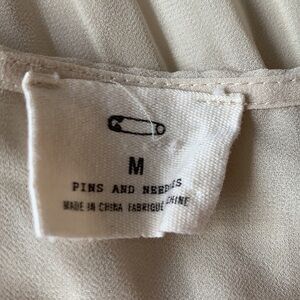 M
PINS AND NEEDLES
MADE IN CHINA FABRIQUE CHINE